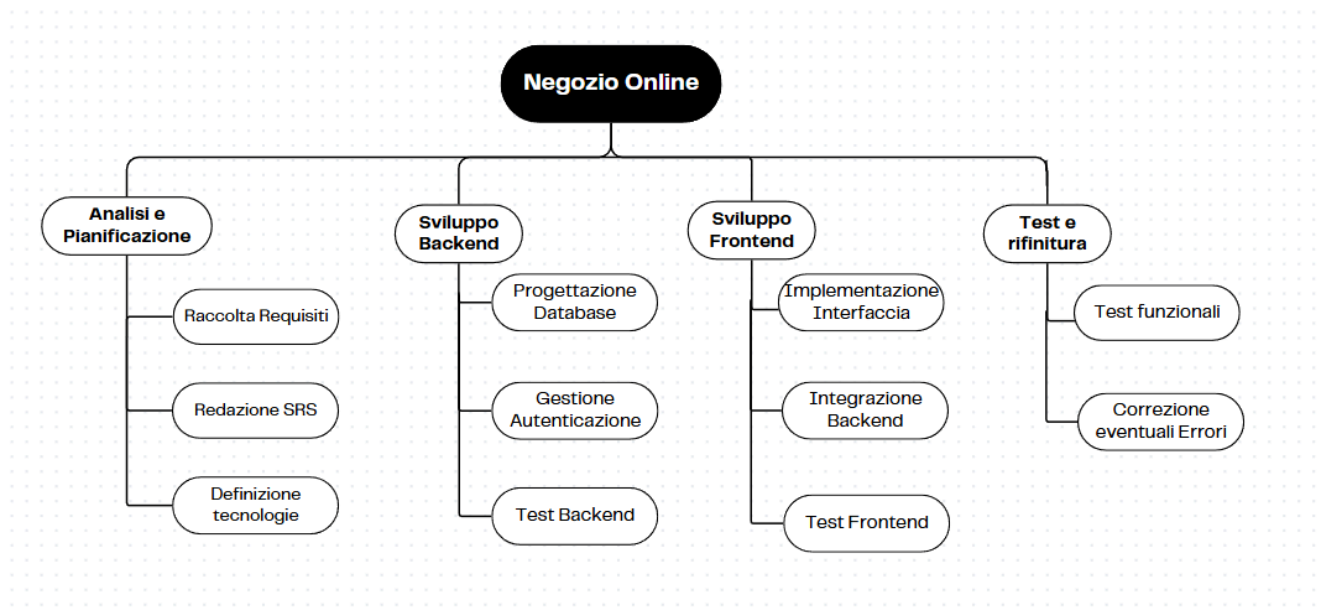 Negozio Online
Analisi e
Pianificazione
Raccolta Requisiti
Redazione SRS
Definizione
tecnologie
Sviluppo
Backend
Progettazione
Database
Gestione
Autenticazione
Test Backend
Sviluppo
Frontend
Implementazione
Interfaccia
Integrazione
Backend
Test Frontend
Test e
rifinitura
Test funzionali
Correzione
eventuali Errori